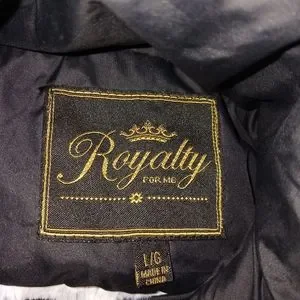 Royalty
FOR ME
L/G
MADE IN
CHINA